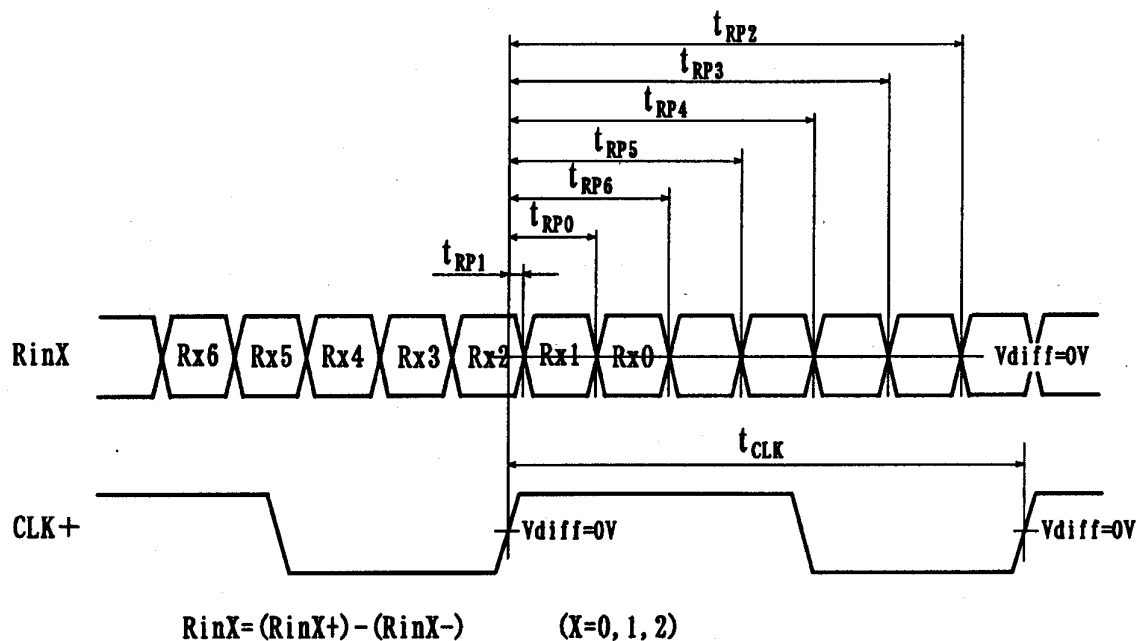 tRP2
tRP3
tRP4
tRP5
tRP6
tRP0
tRP1
RinX Rx6 Rx5 Rx4 Rx3 Rx2 Rx1 Rx0 Vdiff=0V
tCLK
CLK+ Vdiff=0V Vdiff=0V
RinX=(RinX+)-(RinX-) (X=0,1,2)